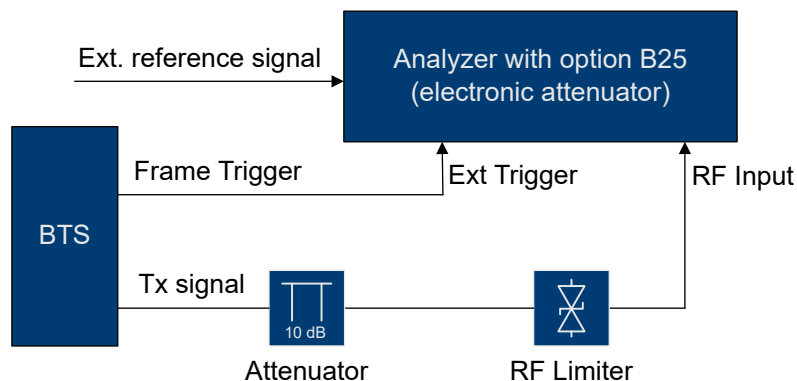 Ext. reference signal
Analyzer with option B25
(electronic attenuator)
Frame Trigger
Ext Trigger
RF Input
BTS
Tx signal
10 dB
Attenuator
RF Limiter